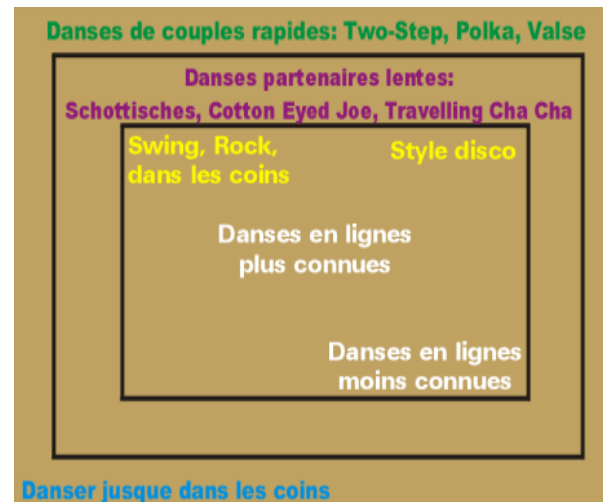 Danses de couples rapides: Two-Step, Polka, Valse
Danses partenaires lentes:
Schottisches, Cotton Eyed Joe, Travelling Cha Cha
Swing, Rock,
dans les coins
Style disco
Danses en lignes
plus connues
Danses en lignes
moins connues
Danser jusque dans les coins